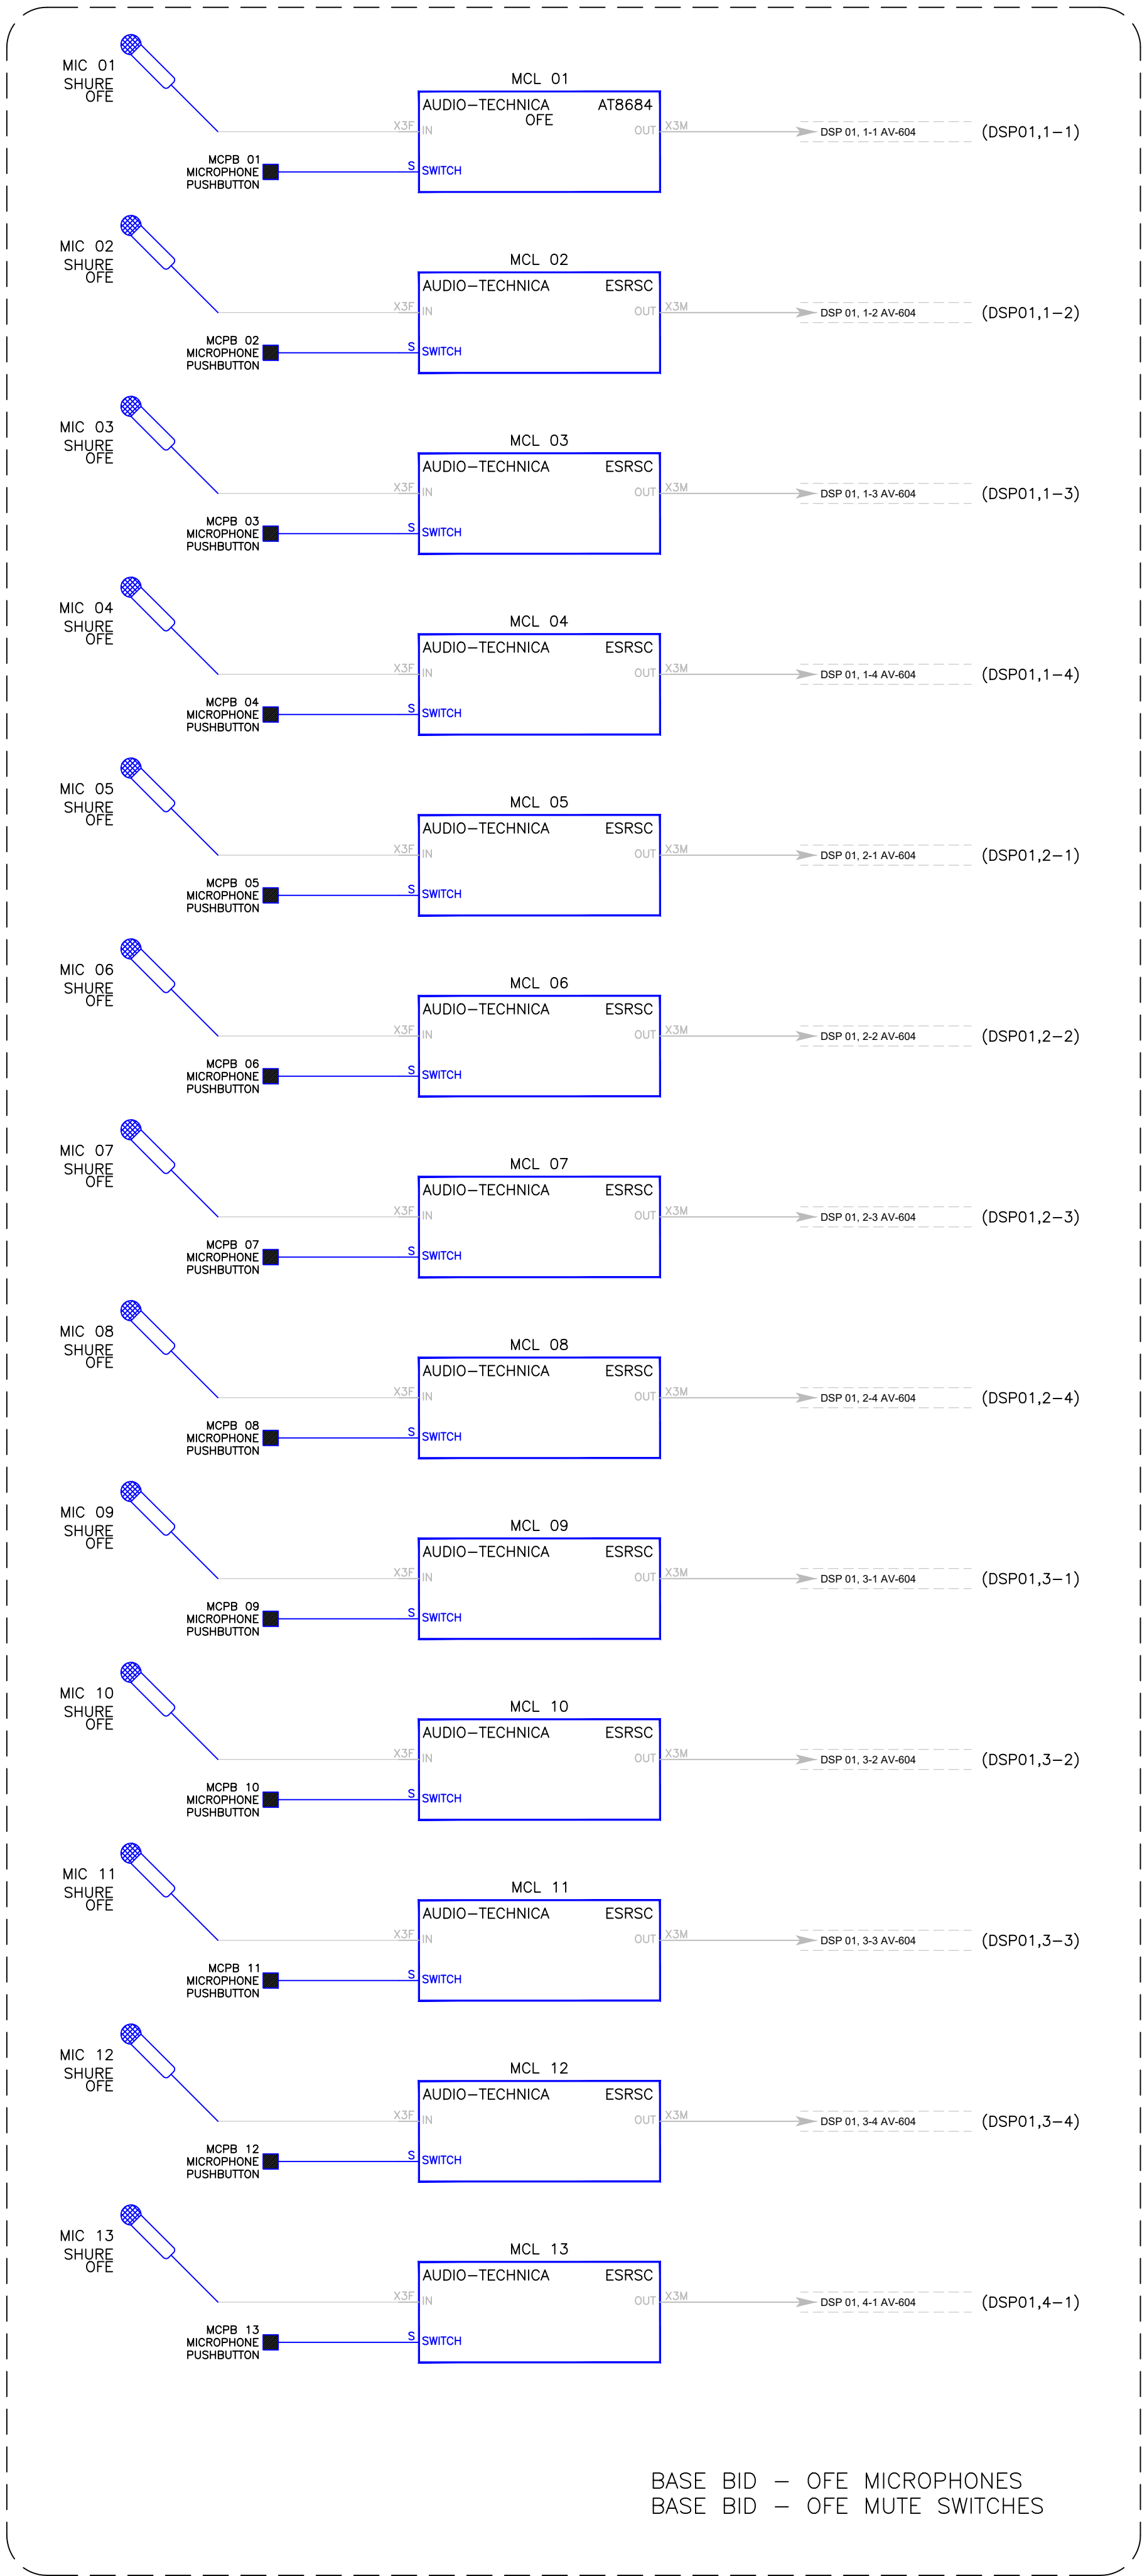 MIC 01
SHURE
OFE
MCL 01
AUDIO-TECHNICA AT8684
OFE
X3F IN OUT X3M DSP 01, 1-1 AV-604 (DSP01,1-1)
MCPB 01
MICROPHONE S SWITCH
PUSHBUTTON
MIC 02
SHURE
OFE
MCL 02
AUDIO-TECHNICA ESRSC
X3F IN OUT X3M DSP 01, 1-2 AV-604 (DSP01,1-2)
MCPB 02
MICROPHONE S SWITCH
PUSHBUTTON
MIC 03
SHURE
OFE
MCL 03
AUDIO-TECHNICA ESRSC
X3F IN OUT X3M DSP 01, 1-3 AV-604 (DSP01,1-3)
MCPB 03
MICROPHONE S SWITCH
PUSHBUTTON
MIC 04
SHURE
OFE
MCL 04
AUDIO-TECHNICA ESRSC
X3F IN OUT X3M DSP 01, 1-4 AV-604 (DSP01,1-4)
MCPB 04
MICROPHONE S SWITCH
PUSHBUTTON
MIC 05
SHURE
OFE
MCL 05
AUDIO-TECHNICA ESRSC
X3F IN OUT X3M DSP 01, 2-1 AV-604 (DSP01,2-1)
MCPB 05
MICROPHONE S SWITCH
PUSHBUTTON
MIC 06
SHURE
OFE
MCL 06
AUDIO-TECHNICA ESRSC
X3F IN OUT X3M DSP 01, 2-2 AV-604 (DSP01,2-2)
MCPB 06
MICROPHONE S SWITCH
PUSHBUTTON
MIC 07
SHURE
OFE
MCL 07
AUDIO-TECHNICA ESRSC
X3F IN OUT X3M DSP 01, 2-3 AV-604 (DSP01,2-3)
MCPB 07
MICROPHONE S SWITCH
PUSHBUTTON
MIC 08
SHURE
OFE
MCL 08
AUDIO-TECHNICA ESRSC
X3F IN OUT X3M DSP 01, 2-4 AV-604 (DSP01,2-4)
MCPB 08
MICROPHONE S SWITCH
PUSHBUTTON
MIC 09
SHURE
OFE
MCL 09
AUDIO-TECHNICA ESRSC
X3F IN OUT X3M DSP 01, 3-1 AV-604 (DSP01,3-1)
MCPB 09
MICROPHONE S SWITCH
PUSHBUTTON
MIC 10
SHURE
OFE
MCL 10
AUDIO-TECHNICA ESRSC
X3F IN OUT X3M DSP 01, 3-2 AV-604 (DSP01,3-2)
MCPB 10
MICROPHONE S SWITCH
PUSHBUTTON
MIC 11
SHURE
OFE
MCL 11
AUDIO-TECHNICA ESRSC
X3F IN OUT X3M DSP 01, 3-3 AV-604 (DSP01,3-3)
MCPB 11
MICROPHONE S SWITCH
PUSHBUTTON
MIC 12
SHURE
OFE
MCL 12
AUDIO-TECHNICA ESRSC
X3F IN OUT X3M DSP 01, 3-4 AV-604 (DSP01,3-4)
MCPB 12
MICROPHONE S SWITCH
PUSHBUTTON
MIC 13
SHURE
OFE
MCL 13
AUDIO-TECHNICA ESRSC
X3F IN OUT X3M DSP 01, 4-1 AV-604 (DSP01,4-1)
MCPB 13
MICROPHONE S SWITCH
PUSHBUTTON
BASE BID - OFE MICROPHONES
BASE BID - OFE MUTE SWITCHES